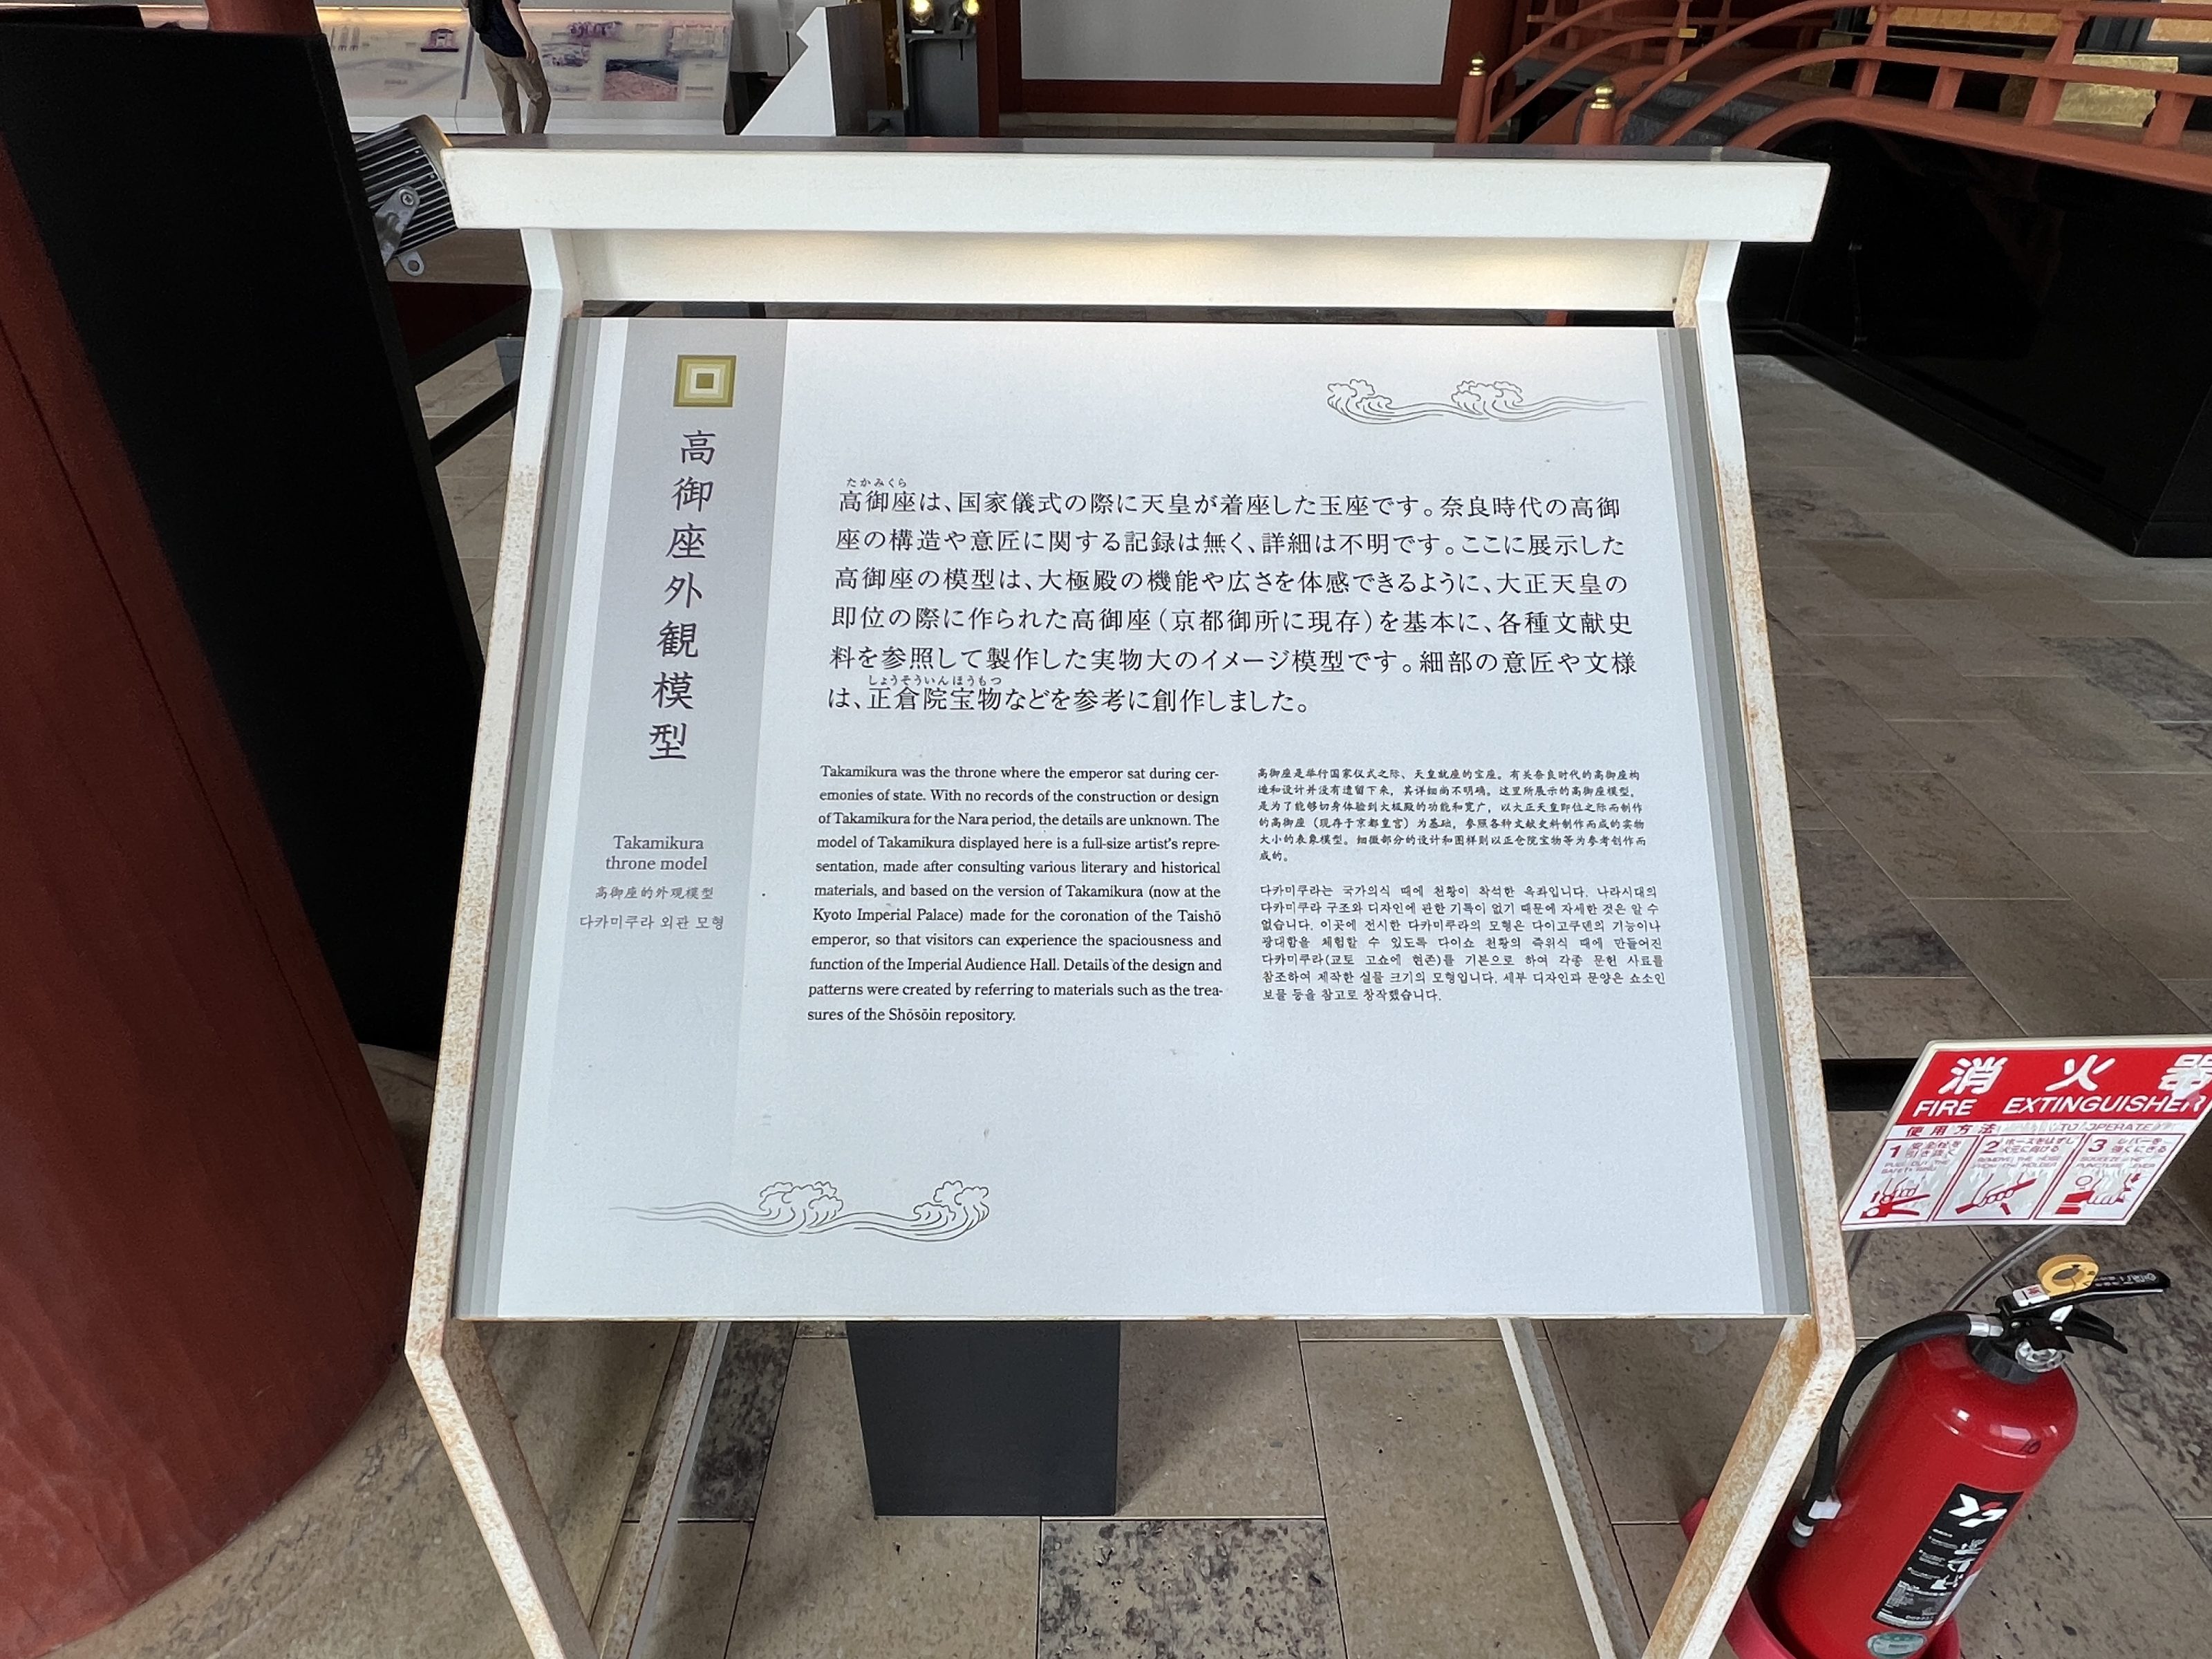 高御座外観模型
Takamikura
throne model
高御座的外观模型
다카미쿠라 외관 모형
たかみくら
高御座は、国家儀式の際に天皇が着座した玉座です。奈良時代の高御
座の構造や意匠に関する記録は無く、詳細は不明です。ここに展示した
高御座の模型は、大極殿の機能や広さを体感できるように、大正天皇の
即位の際に作られた高御座（京都御所に現存）を基本に、各種文献史
料を参照して製作した実物大のイメージ模型です。細部の意匠や文様
しょうそういんほうもつ
は、正倉院宝物などを参考に創作しました。
Takamikura was the throne where the emperor sat during cer-
emonies of state. With no records of the construction or design
of Takamikura for the Nara period, the details are unknown. The
model of Takamikura displayed here is a full-size artist's repre-
sentation, made after consulting various literary and historical
materials, and based on the version of Takamikura (now at the
Kyoto Imperial Palace) made for the coronation of the Taishō
emperor, so that visitors can experience the spaciousness and
function of the Imperial Audience Hall. Details of the design and
patterns were created by referring to materials such as the trea-
sures of the Shōsōin repository.
高御座是举行国家仪式之际、天皇就座的宝座。有关奈良时代的高御座构
造和设计并没有遗留下来，其详细尚不明确。这里所展示的高御座模型，
是为了能够切身体验到大极殿的功能和宽广，以大正天皇即位之际而制作
的高御座（现存于京都皇宫）为基础，参照各种文献史料制作而成的实物
大小的表象模型。细微部分的设计和图样则以正仓院宝物等为参考创作而
成的。
다카미쿠라는 국가의식 때에 천황이 착석한 옥좌입니다. 나라시대의
다카미쿠라 구조와 디자인에 관한 기록이 없기 때문에 자세한 것은 알 수
없습니다. 이곳에 전시한 다카미쿠라의 모형은 다이고쿠덴의 기능이나
광대함을 체험할 수 있도록 다이쇼 천황의 즉위식 때에 만들어진
다카미쿠라(교토 고쇼에 현존)를 기본으로 하여 각종 문헌 사료를
참조하여 제작한 실물 크기의 모형입니다. 세부 디자인과 문양은 쇼소인
보물 등을 참고로 창작했습니다.
消火器
FIRE EXTINGUISHER
使用方法 TO OPERATE
1
2
3